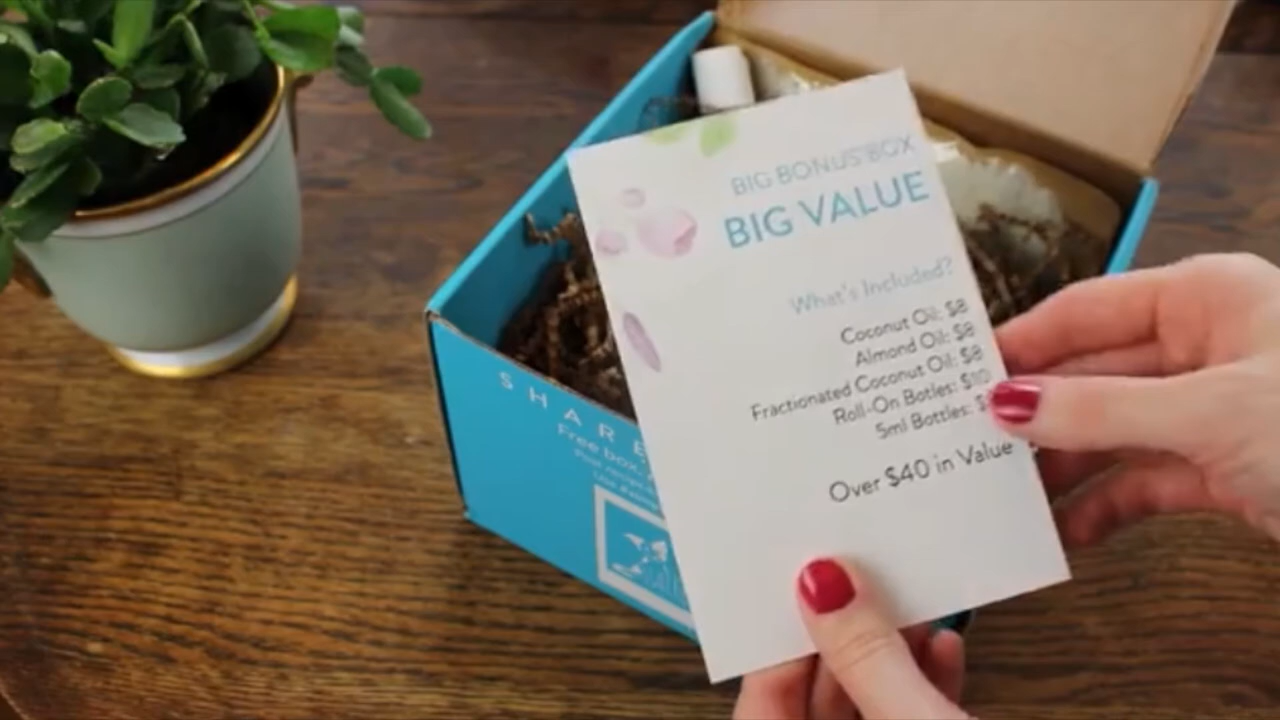 BIG BONUS BOX
BIG VALUE
What's Included?
Coconut Oil: $8
Almond Oil: $8
Fractionated Coconut Oil: $8
Roll-On Botles: $10
5ml Bottles:
Over $40 in Value
SHARE
Free box.